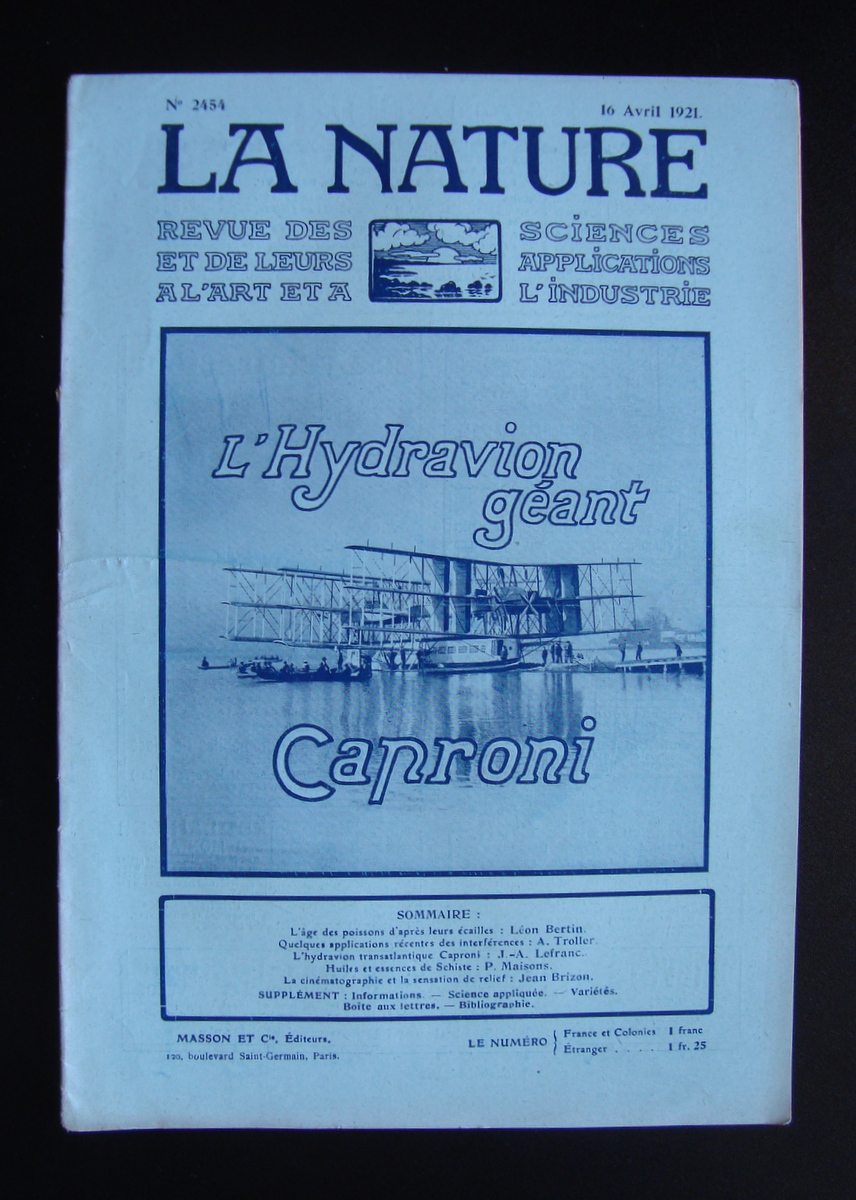 Nº 2454
16 Avril 1921.
LA NATURE
REVUE DES SCIENCES
ET DE LEURS APPLICATIONS
A L'ART ET A L'INDUSTRIE
L'Hydravion
géant
Caproni
SOMMAIRE :
L'âge des poissons d'après leurs écailles : Léon Bertin.
Quelques applications récentes des interférences : A. Troller.
L'hydravion transatlantique Caproni : J.-A. Lefranc.
Huiles et essences de Schiste : P. Maisons.
La cinématographie et la sensation de relief : Jean Brizon.
SUPPLÉMENT : Informations. — Science appliquée. — Variétés.
Boîte aux lettres. — Bibliographie.
MASSON ET Cie, Éditeurs,
120, boulevard Saint-Germain, Paris.
LE NUMÉRO
France et Colonies 1 franc
Étranger . . . . . 1 fr. 25